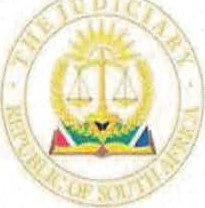 THE JUDICIARY
REPUBLIC OF SOUTH AFRICA